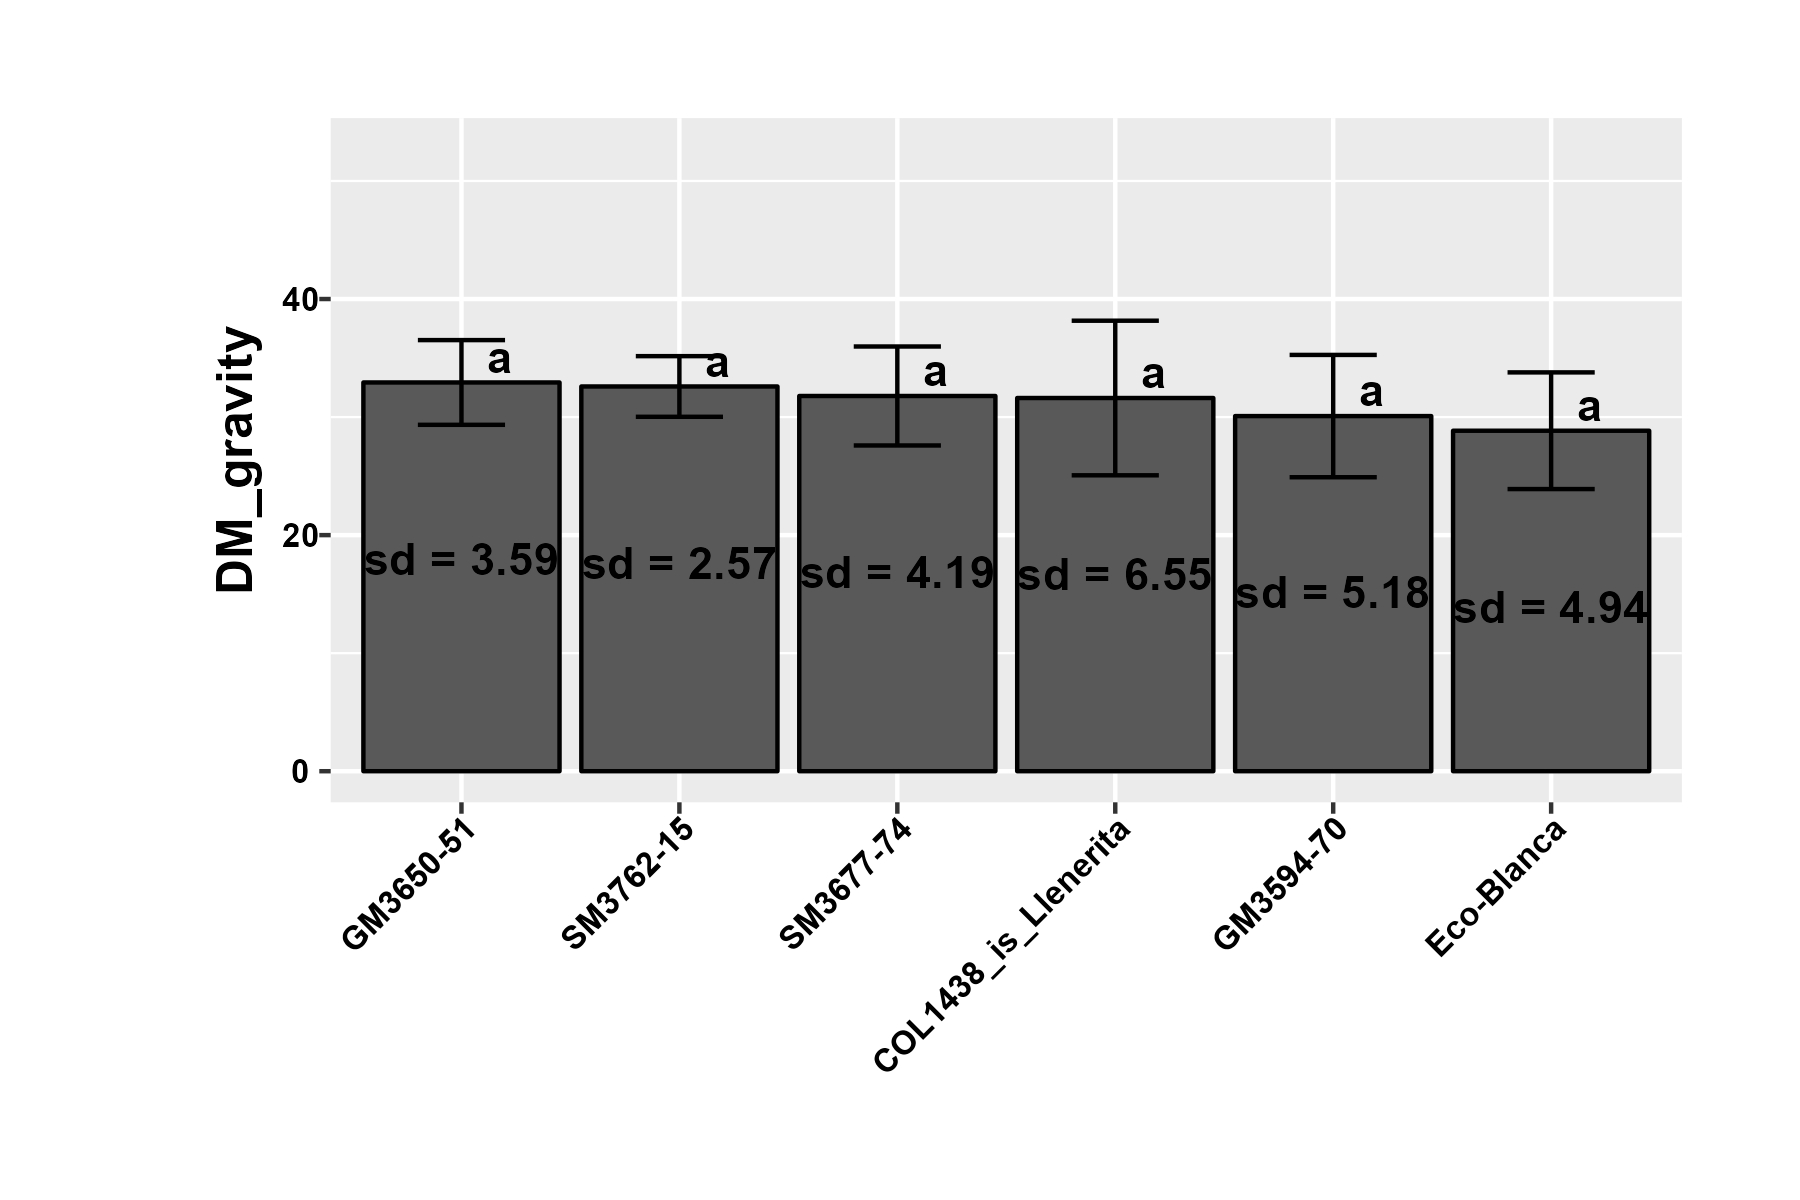 DM_gravity
40
20
0
a
a
a
a
a
a
sd = 3.59
sd = 2.57
sd = 4.19
sd = 6.55
sd = 5.18
sd = 4.94
GM3650-51
SM3762-15
SM3677-74
COL1438_is_Llenerita
GM3594-70
Eco-Blanca